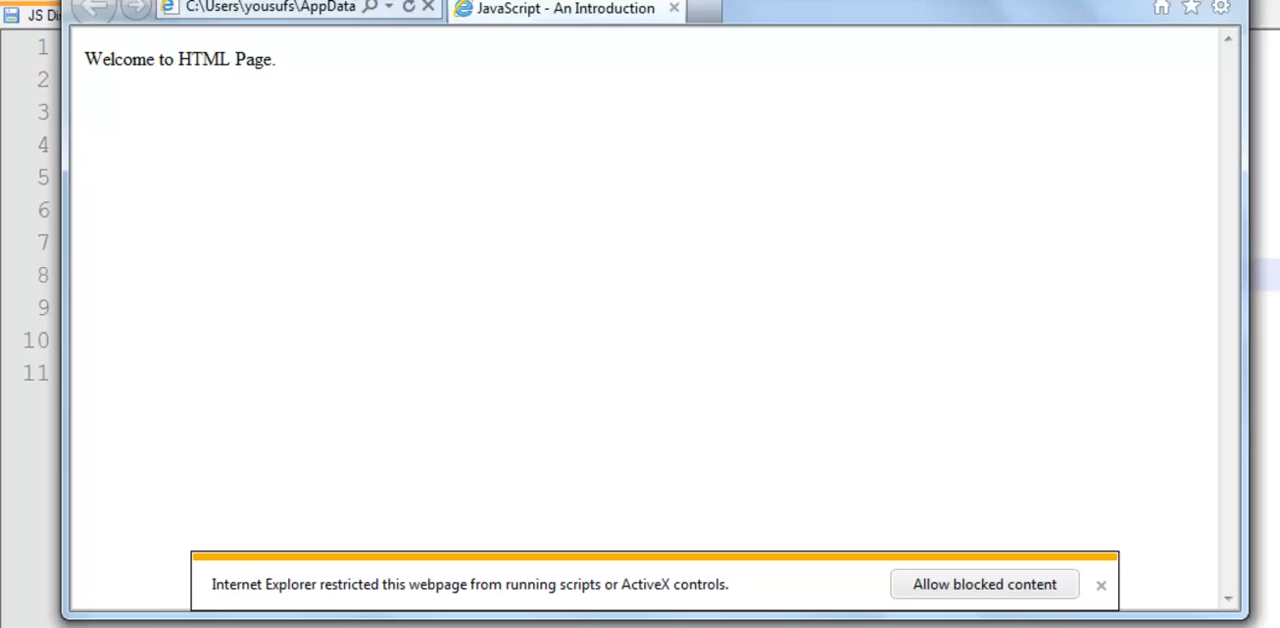 JS Di
C:\Users\yousufs\AppData
JavaScript - An Introduction
1
2
3
4
5
6
7
8
9
10
11
Welcome to HTML Page.
Internet Explorer restricted this webpage from running scripts or ActiveX controls.
Allow blocked content